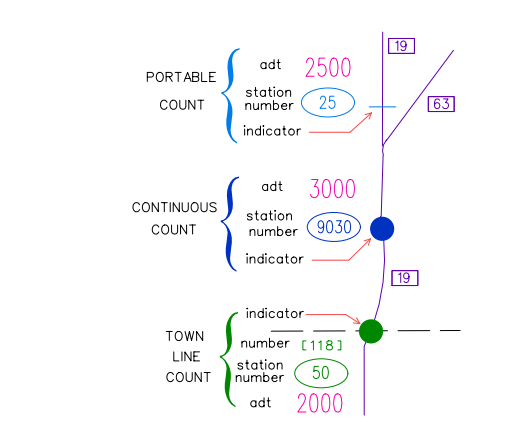 adt 2500
19
PORTABLE
COUNT
station
number
25
63
indicator
adt 3000
CONTINUOUS
COUNT
station
number
9030
indicator
19
indicator
TOWN
LINE
COUNT
number [118]
station
number
50
adt 2000